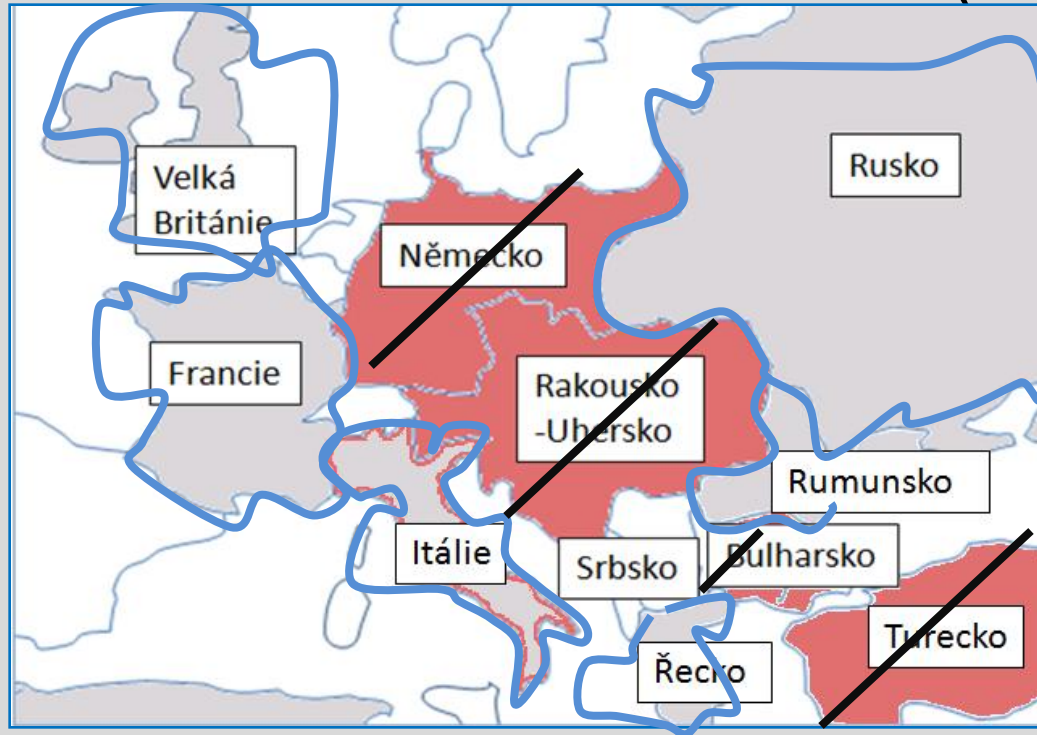 Velká
Británie
Rusko
Německo
Francie
Rakousko
-Uhersko
Rumunsko
Itálie
Srbsko
Bulharsko
Turecko
Řecko